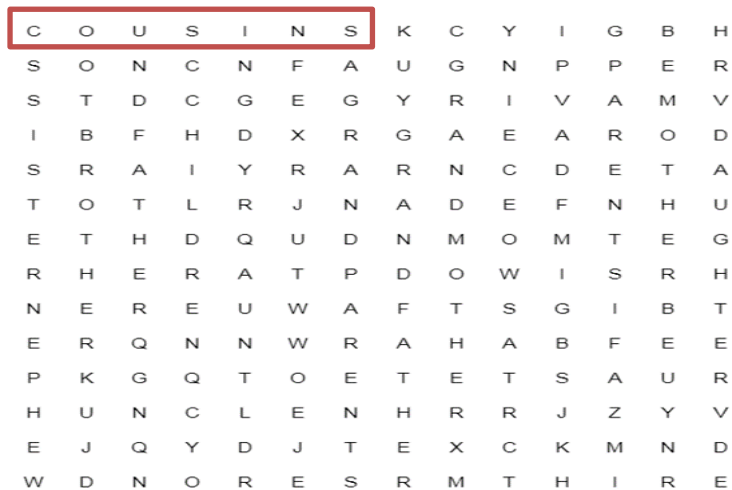 C O U S I N S K C Y I G B H
S O N C N F A U G N P P E R
S T D C G E G Y R I V A M V
I B F H D X R G A E A R O D
S R A I Y R A R N C D E T A
T O T L R J N A D E F N H U
E T H D Q U D N M O M T E G
R H E R A T P D O W I S R H
N E R E U W A F T S G I B T
E R Q N N W R A H A B F E E
P K G Q T O E T E T S A U R
H U N C L E N H R R J Z Y V
E J Q Y D J T E X C K M N D
W D N O R E S R M T H I R E